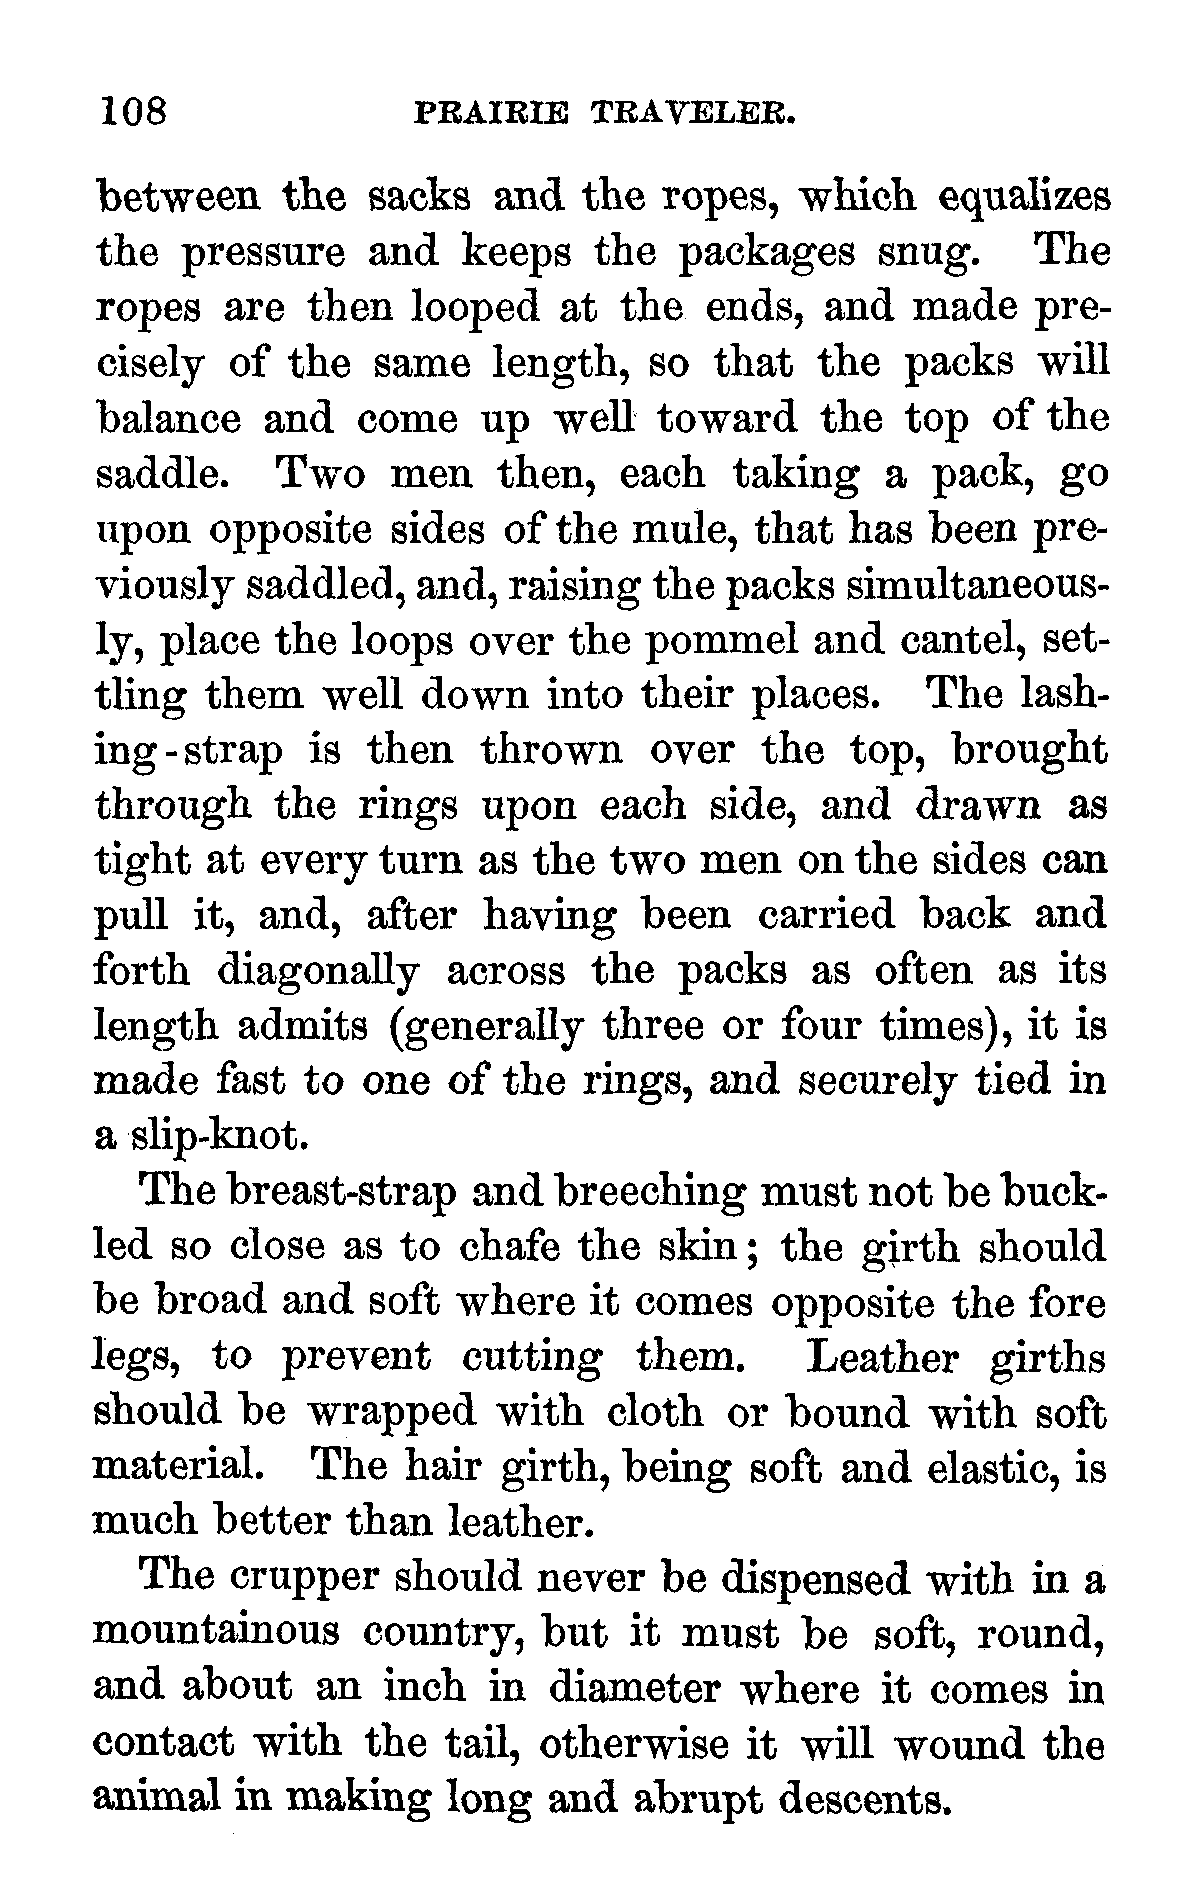 108 PRAIRIE TRAVELER.
between the sacks and the ropes, which equalizes
the pressure and keeps the packages snug. The
ropes are then looped at the ends, and made pre-
cisely of the same length, so that the packs will
balance and come up well toward the top of the
saddle. Two men then, each taking a pack, go
upon opposite sides of the mule, that has been pre-
viously saddled, and, raising the packs simultaneous-
ly, place the loops over the pommel and cantel, set-
tling them well down into their places. The lash-
ing-strap is then thrown over the top, brought
through the rings upon each side, and drawn as
tight at every turn as the two men on the sides can
pull it, and, after having been carried back and
forth diagonally across the packs as often as its
length admits (generally three or four times), it is
made fast to one of the rings, and securely tied in
a slip-knot.
The breast-strap and breeching must not be buck-
led so close as to chafe the skin; the girth should
be broad and soft where it comes opposite the fore
legs, to prevent cutting them. Leather girths
should be wrapped with cloth or bound with soft
material. The hair girth, being soft and elastic, is
much better than leather.
The crupper should never be dispensed with in a
mountainous country, but it must be soft, round,
and about an inch in diameter where it comes in
contact with the tail, otherwise it will wound the
animal in making long and abrupt descents.